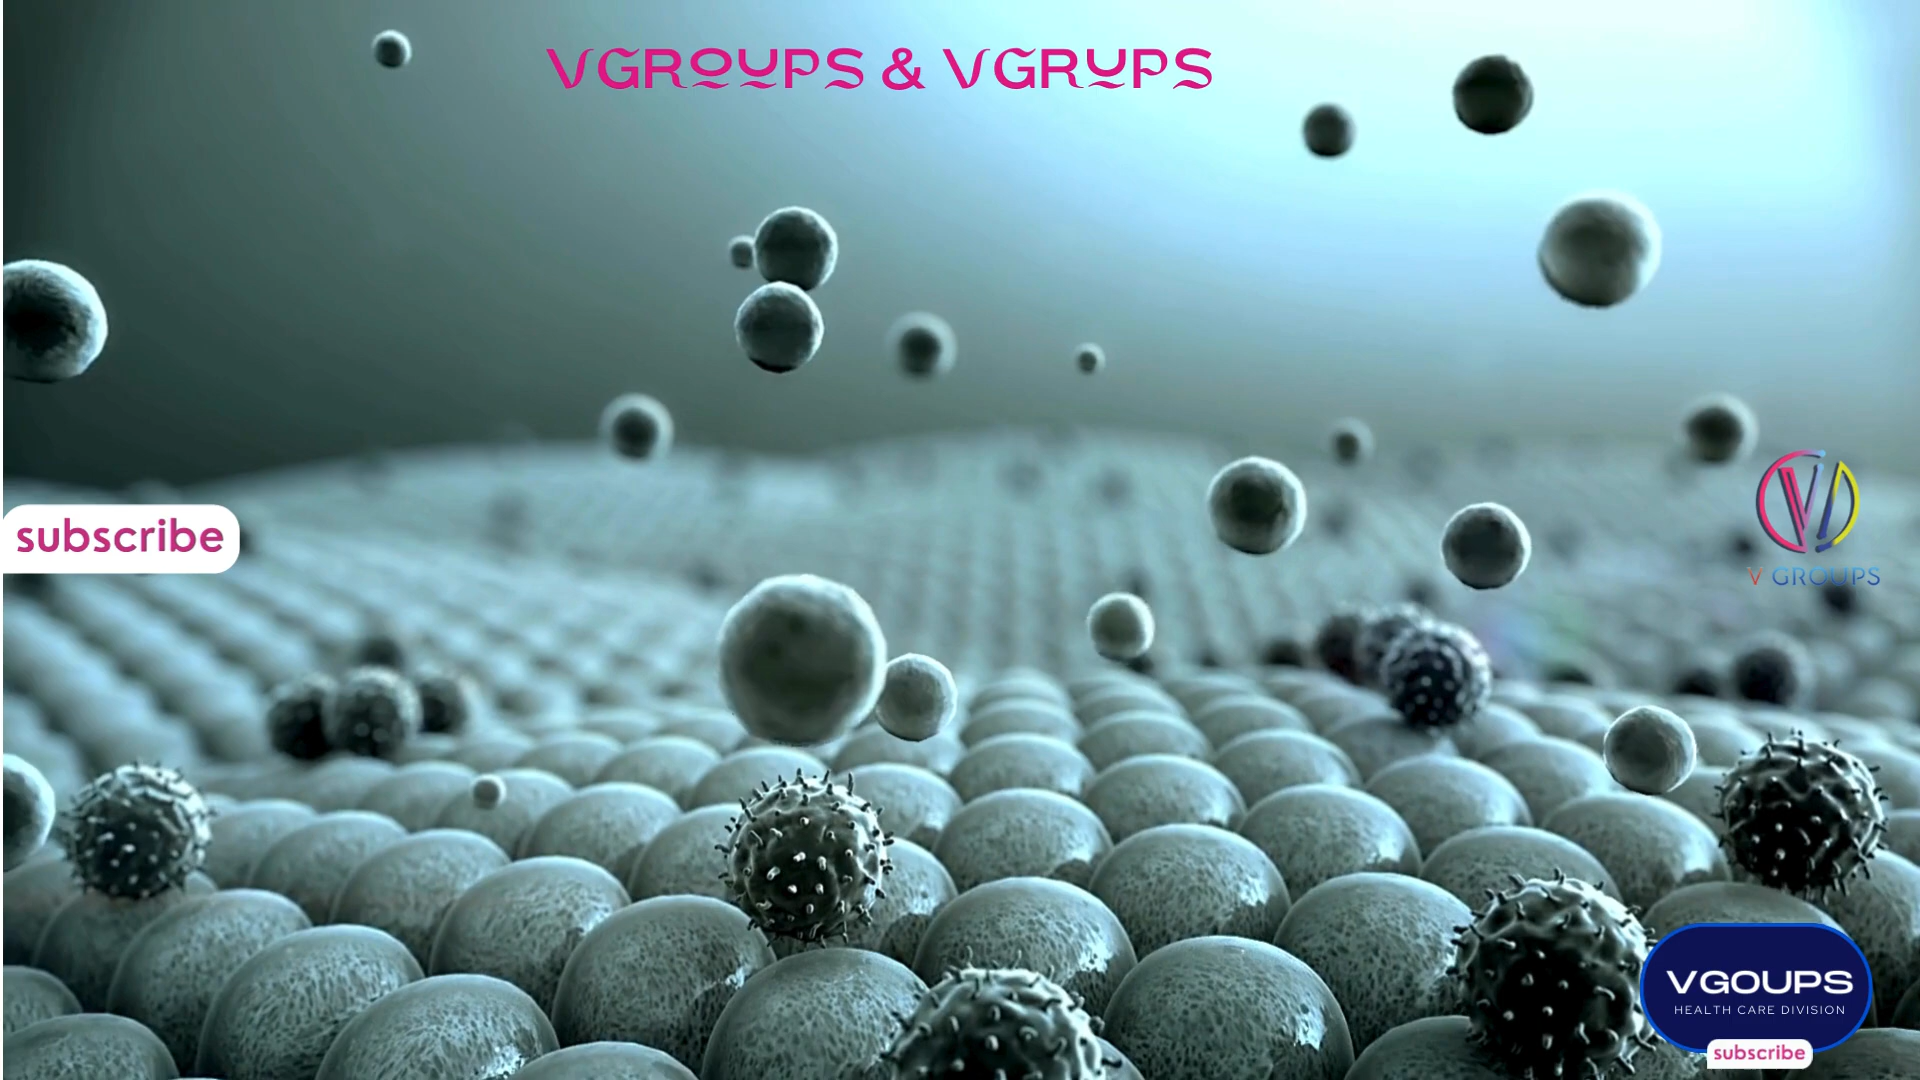 VGROUPS & VGRUPS
subscribe
V GROUPS
VGOUPS
HEALTH CARE DIVISION
subscribe